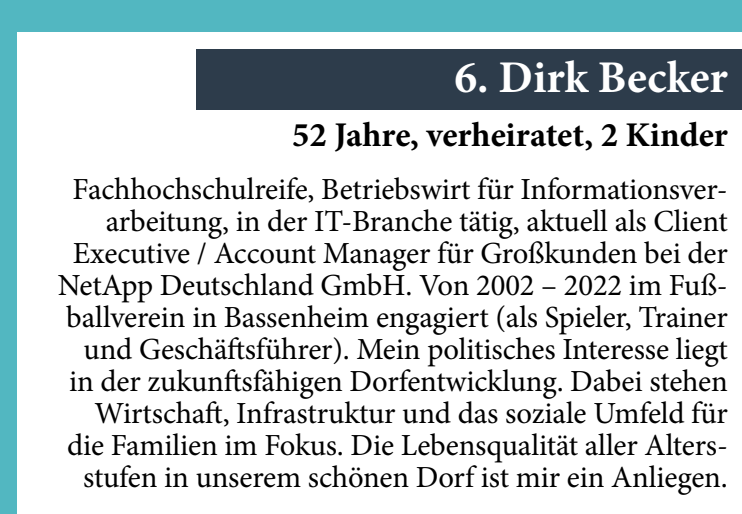 6. Dirk Becker
52 Jahre, verheiratet, 2 Kinder
Fachhochschulreife, Betriebswirt für Informationsver-
arbeitung, in der IT-Branche tätig, aktuell als Client
Executive / Account Manager für Großkunden bei der
NetApp Deutschland GmbH. Von 2002 – 2022 im Fuß-
ballverein in Bassenheim engagiert (als Spieler, Trainer
und Geschäftsführer). Mein politisches Interesse liegt
in der zukunftsfähigen Dorfentwicklung. Dabei stehen
Wirtschaft, Infrastruktur und das soziale Umfeld für
die Familien im Fokus. Die Lebensqualität aller Alters-
stufen in unserem schönen Dorf ist mir ein Anliegen.